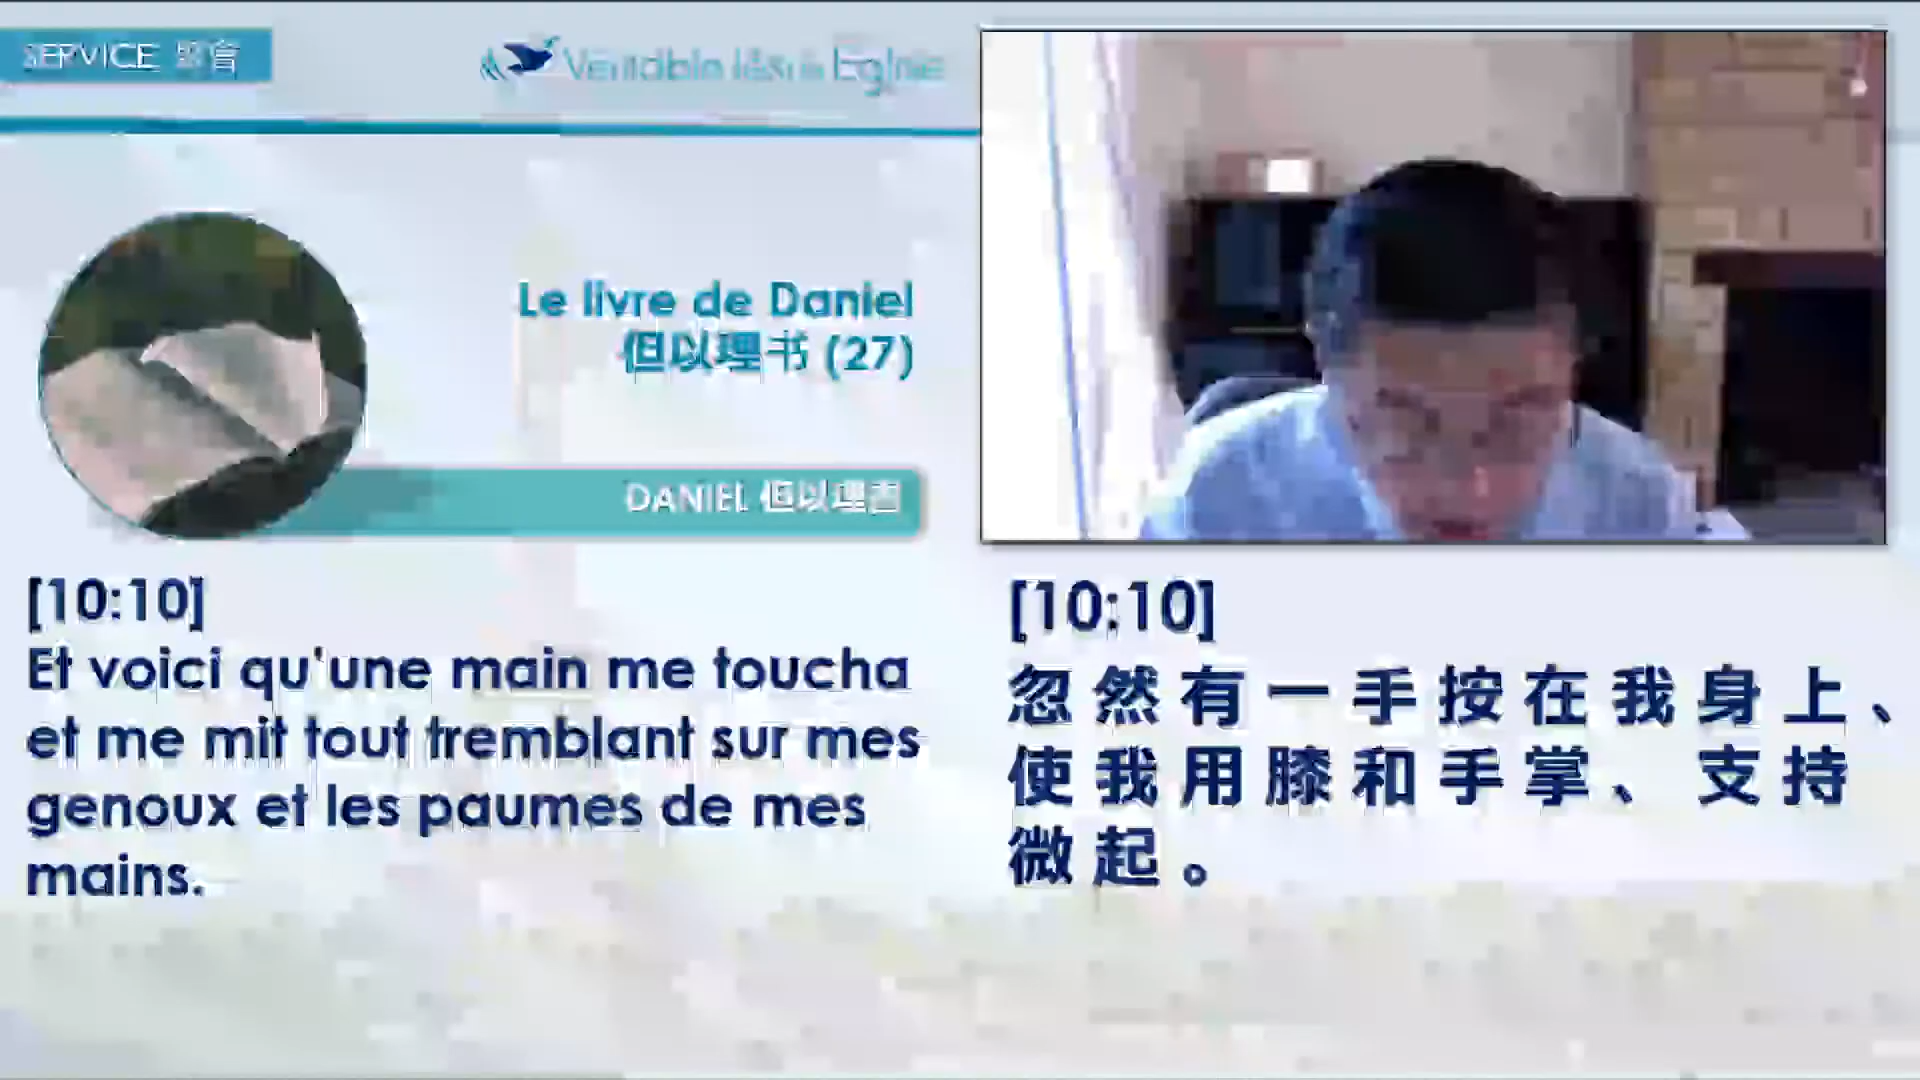 SERVICE 聚會
Le livre de Daniel
但以理书 (27)
DANIEL 但以理書
[10:10]
Et voici qu'une main me toucha
et me mit tout tremblant sur mes
genoux et les paumes de mes
mains.
[10:10]
忽然有一手按在我身上、
使我用膝和手掌、支持
微起。